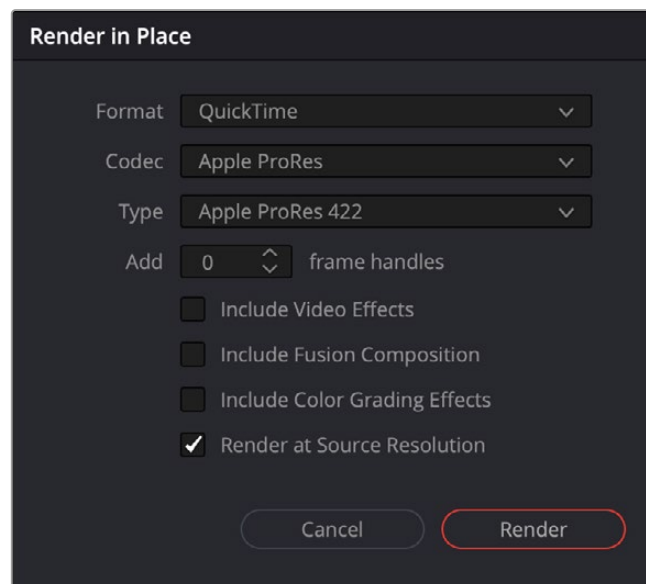 Render in Place
Format QuickTime
Codec Apple ProRes
Type Apple ProRes 422
Add 0 frame handles
Include Video Effects
Include Fusion Composition
Include Color Grading Effects
Render at Source Resolution
Cancel Render